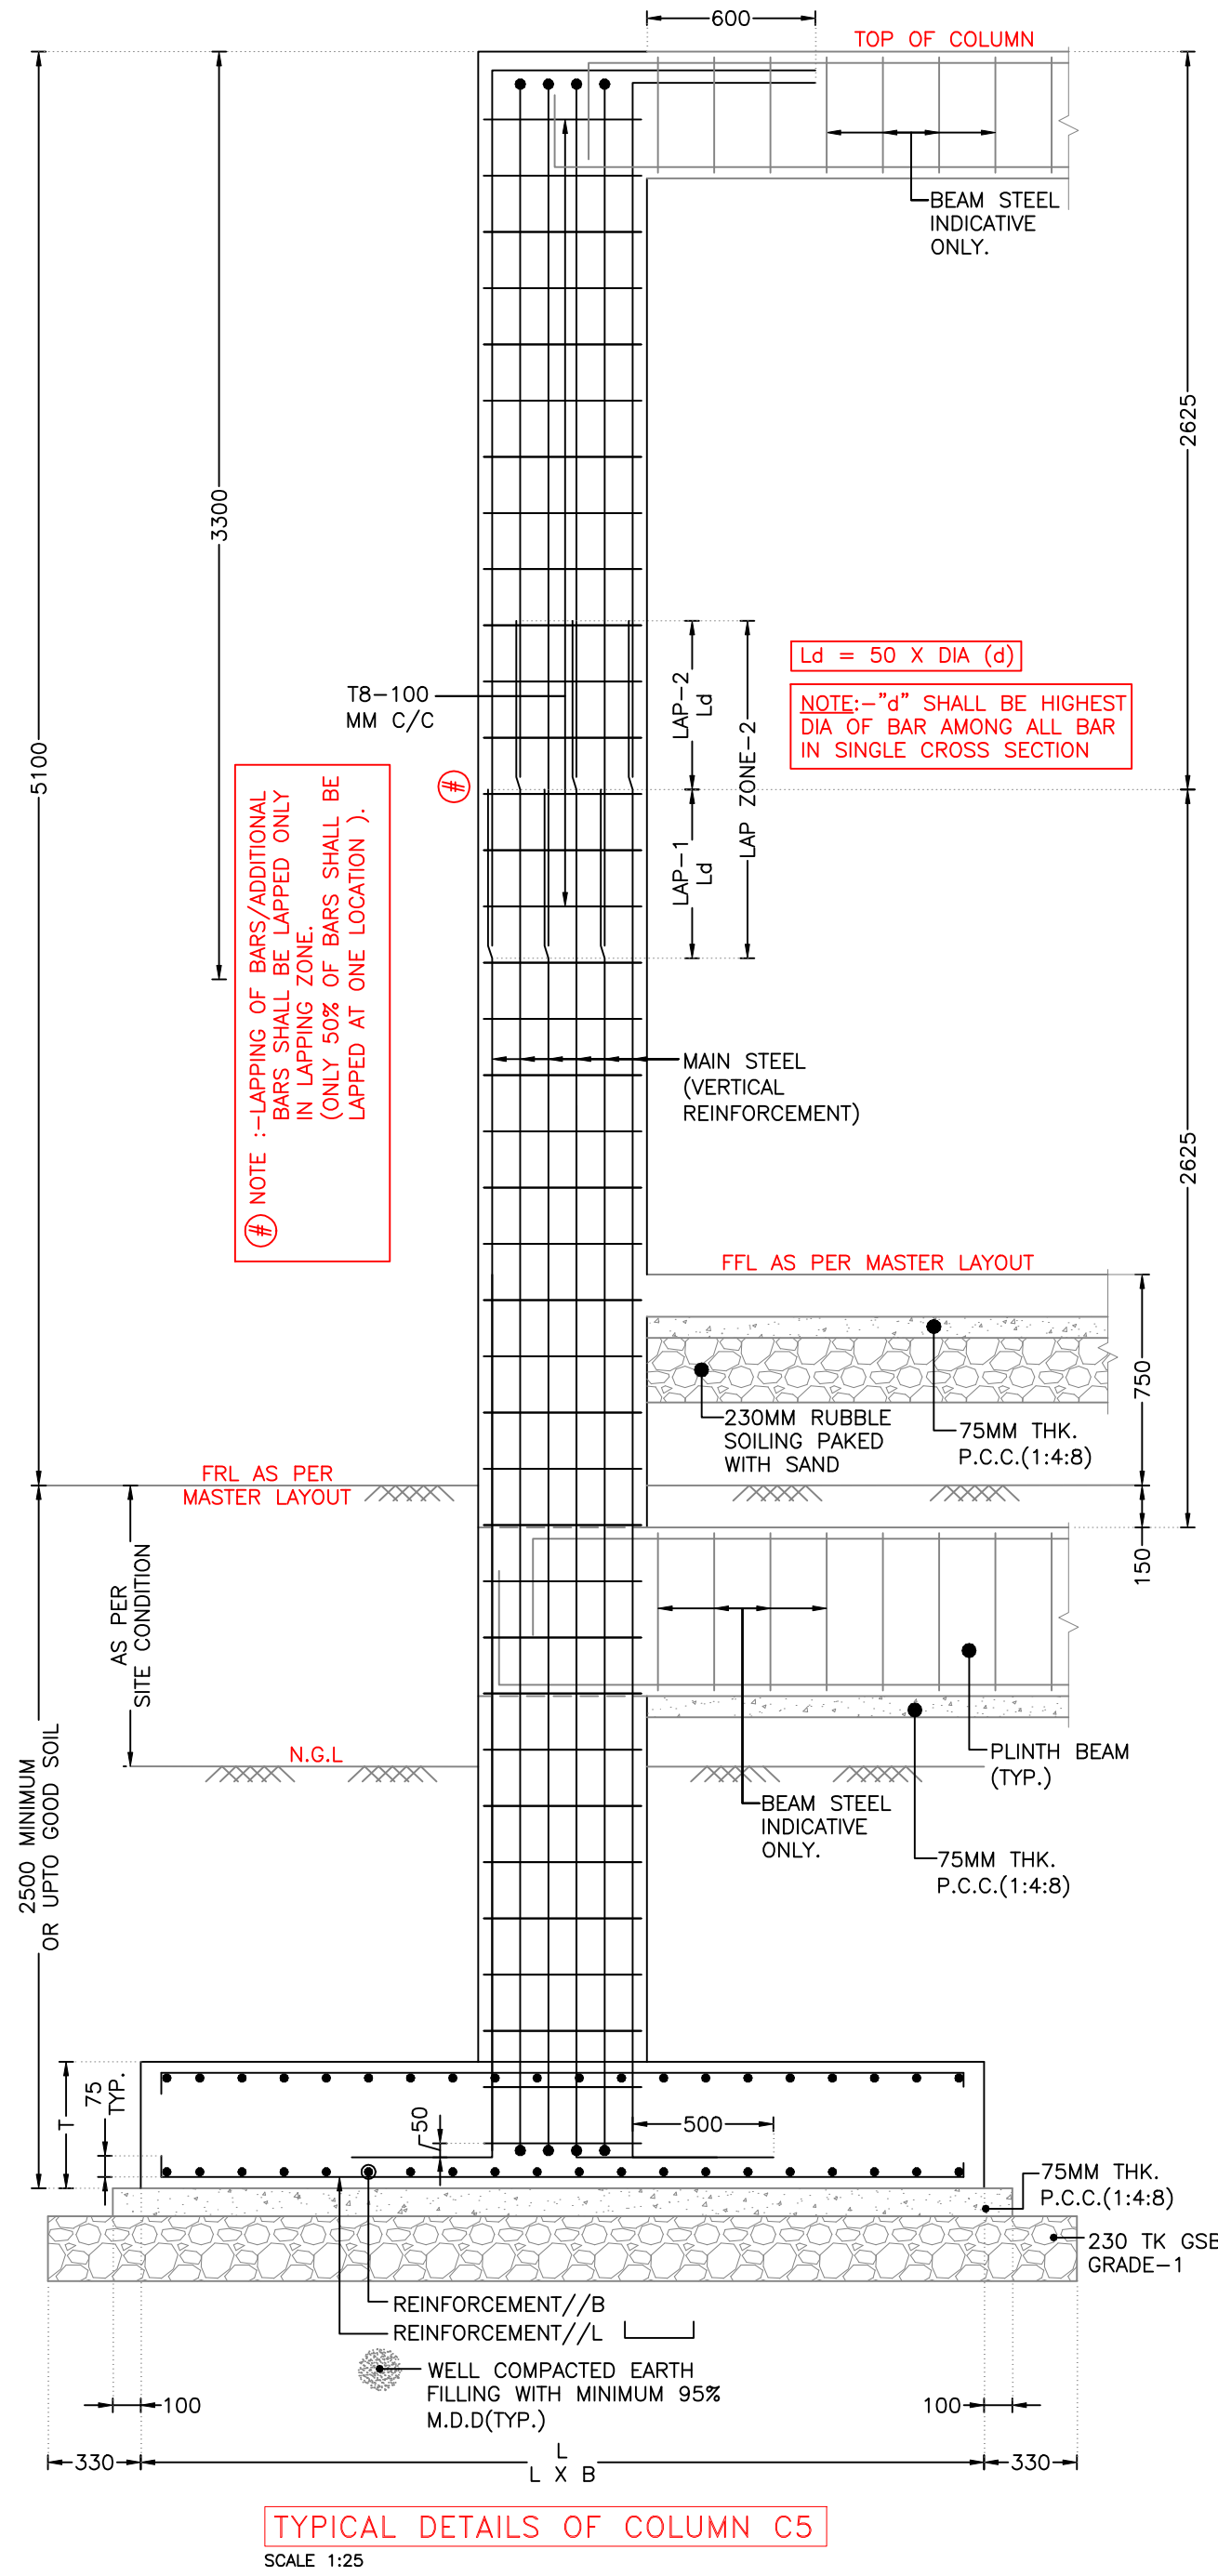 600
TOP OF COLUMN
BEAM STEEL
INDICATIVE
ONLY.
2625
3300
5100
T8-100
MM C/C
LAP-2
Ld
LAP ZONE-2
LAP-1
Ld
Ld = 50 X DIA (d)
NOTE:-"d" SHALL BE HIGHEST
DIA OF BAR AMONG ALL BAR
IN SINGLE CROSS SECTION
#
# NOTE :-LAPPING OF BARS/ADDITIONAL
BARS SHALL BE LAPPED ONLY
IN LAPPING ZONE.
(ONLY 50% OF BARS SHALL BE
LAPPED AT ONE LOCATION ).
MAIN STEEL
(VERTICAL
REINFORCEMENT)
2625
FFL AS PER MASTER LAYOUT
750
230MM RUBBLE
SOILING PAKED
WITH SAND
75MM THK.
P.C.C.(1:4:8)
FRL AS PER
MASTER LAYOUT
150
AS PER
SITE CONDITION
2500 MINIMUM
OR UPTO GOOD SOIL
N.G.L
PLINTH BEAM
(TYP.)
BEAM STEEL
INDICATIVE
ONLY.
75MM THK.
P.C.C.(1:4:8)
T
75
TYP.
50
500
75MM THK.
P.C.C.(1:4:8)
230 TK GSB
GRADE-1
REINFORCEMENT//B
REINFORCEMENT//L
WELL COMPACTED EARTH
FILLING WITH MINIMUM 95%
M.D.D(TYP.)
100
100
330
L
L X B
330
TYPICAL DETAILS OF COLUMN C5
SCALE 1:25